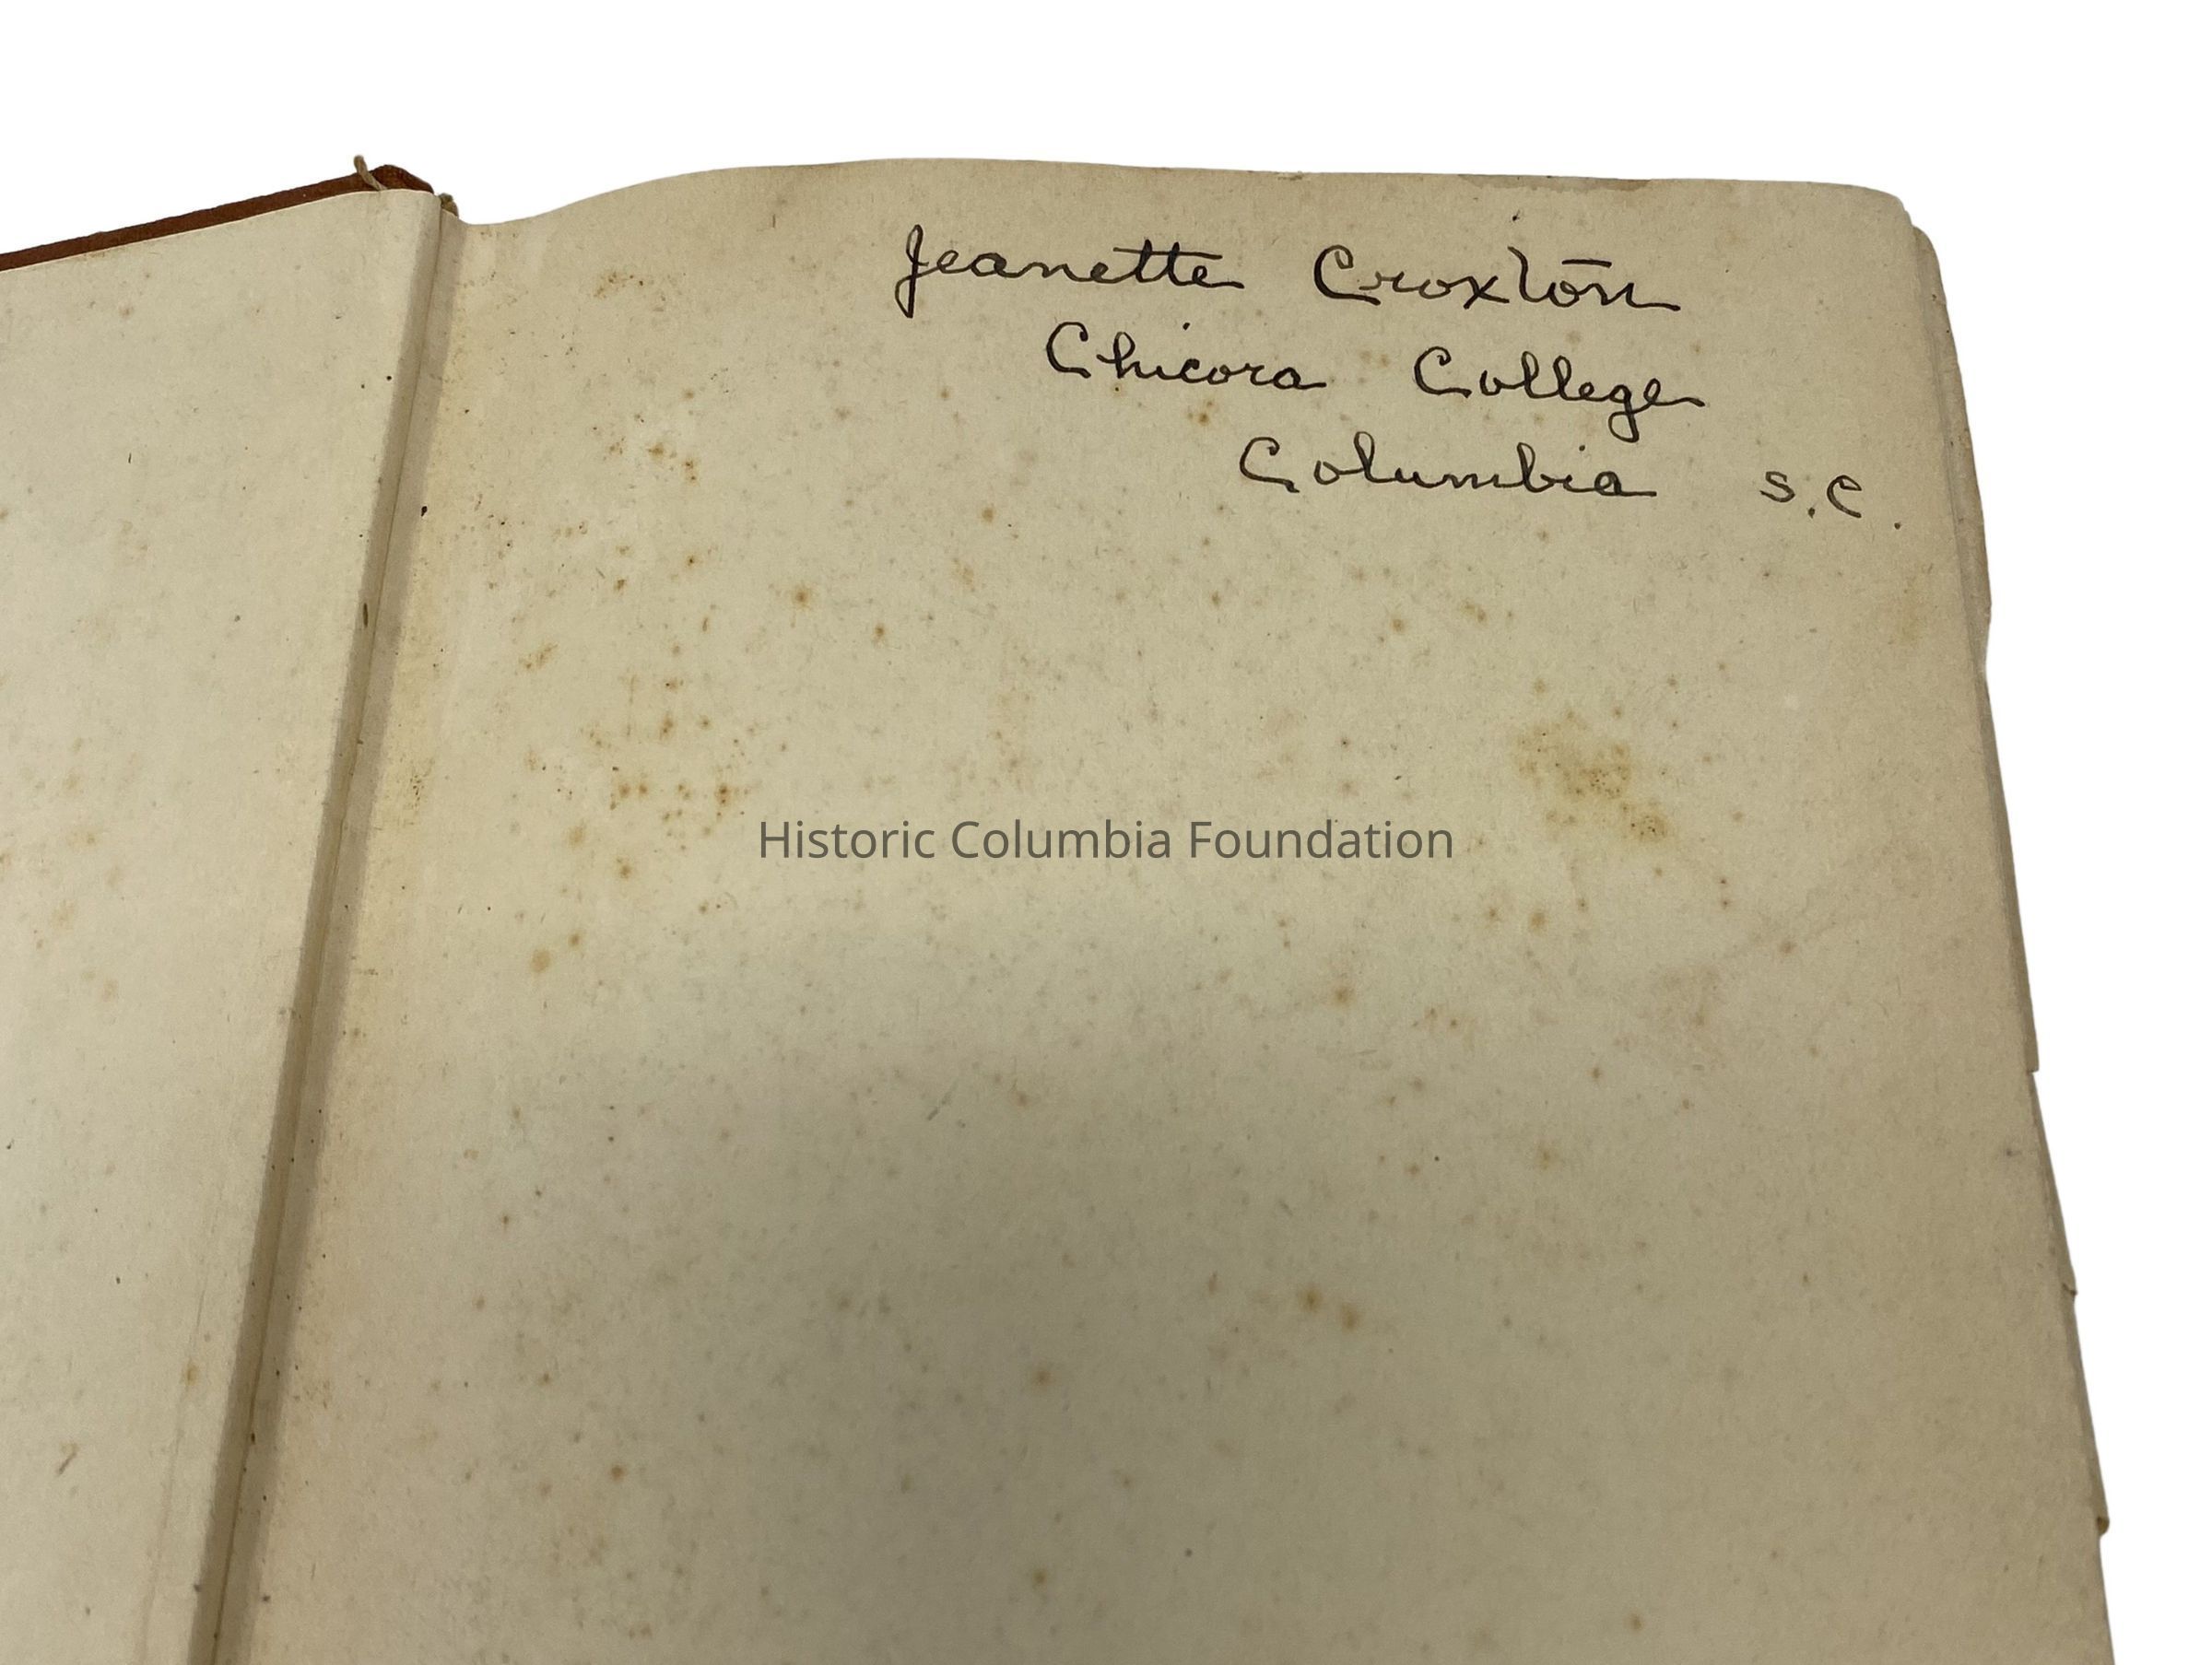 Jeanette Croxton
Chicora College
Columbia S.C.
Historic Columbia Foundation